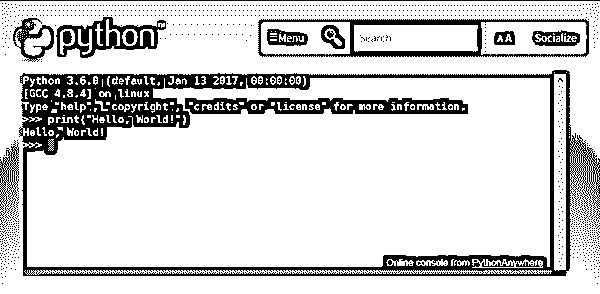 python™
Menu
Search
AA
Socialize
Python 3.6.0 (default, Jan 13 2017, 00:00:00)
[GCC 4.8.4] on linux
Type "help", "copyright", "credits" or "license" for more information.
>>> print("Hello, World!")
Hello, World!
>>>
Online console from PythonAnywhere